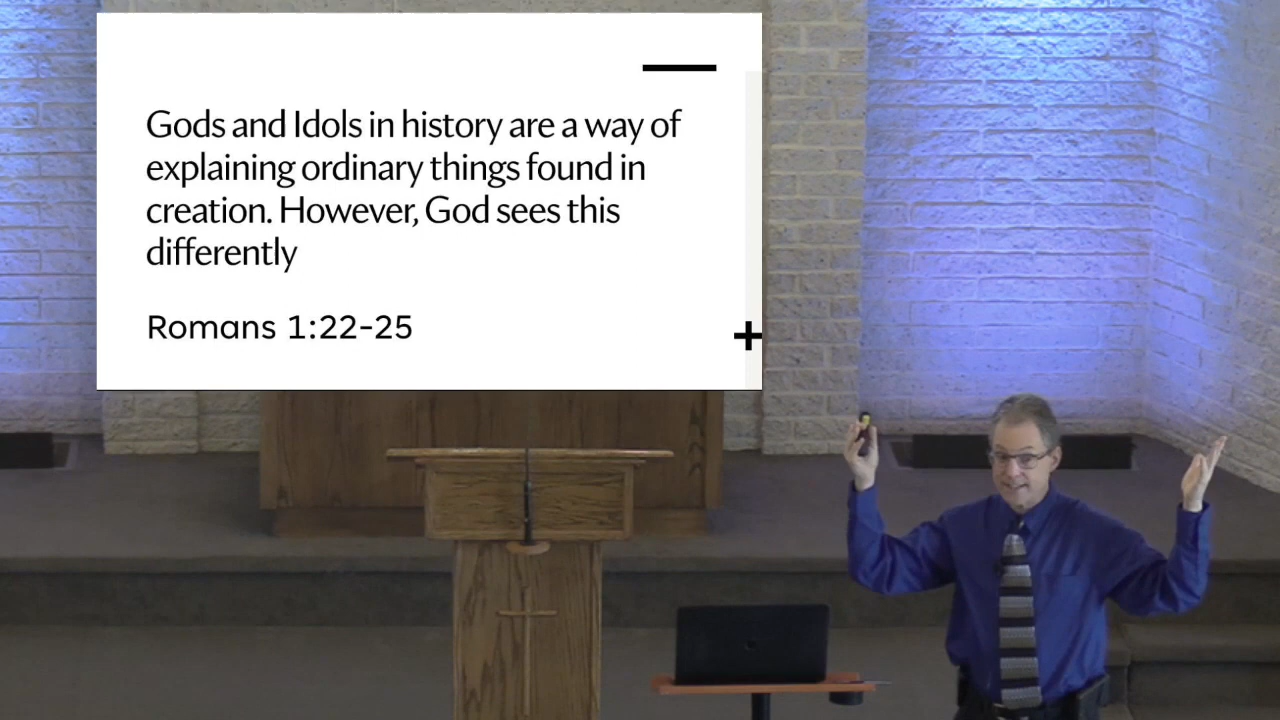 Gods and Idols in history are a way of
explaining ordinary things found in
creation. However, God sees this
differently
Romans 1:22-25